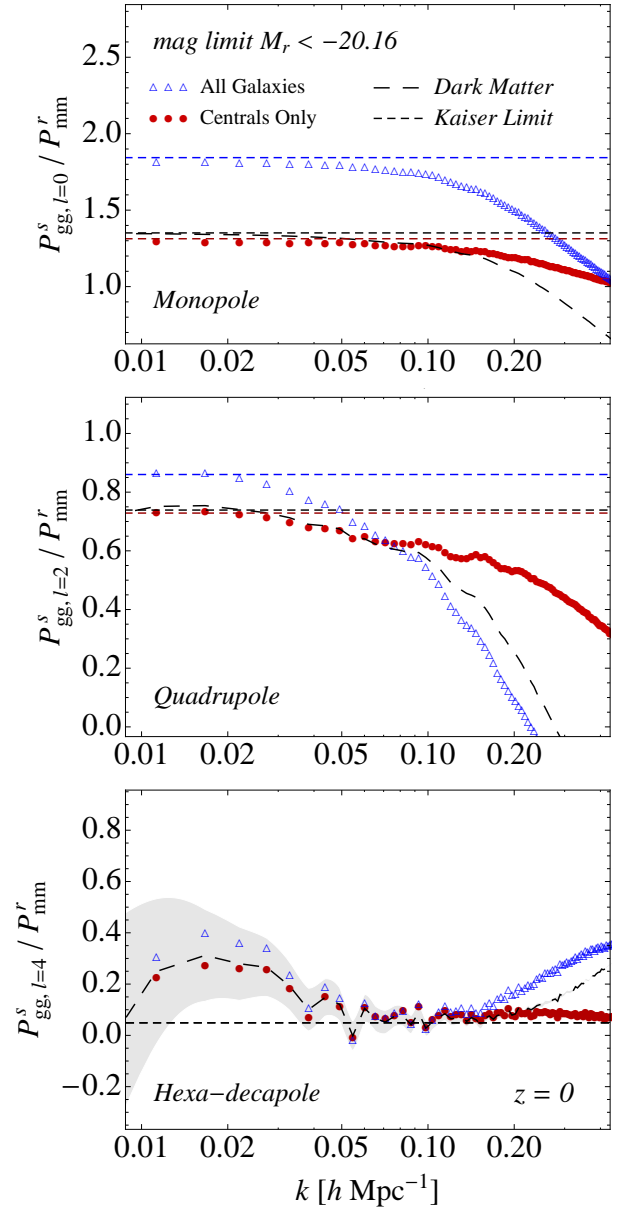 mag limit M_r < −20.16
All Galaxies
Dark Matter
Centrals Only
Kaiser Limit
2.5
2.0
1.5
1.0
P^s_gg, l=0 / P^r_mm
Monopole
0.01 0.02 0.05 0.10 0.20
1.0
0.8
0.6
0.4
0.2
0.0
P^s_gg, l=2 / P^r_mm
Quadrupole
0.01 0.02 0.05 0.10 0.20
0.8
0.6
0.4
0.2
0.0
−0.2
P^s_gg, l=4 / P^r_mm
Hexa−decapole
z = 0
0.01 0.02 0.05 0.10 0.20
k [h Mpc⁻¹]